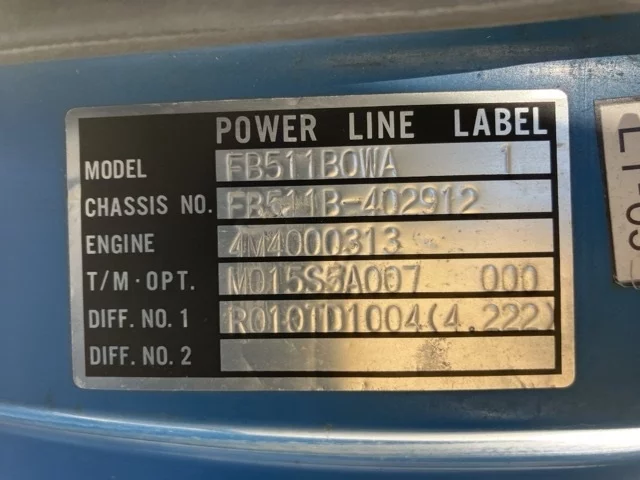 POWER LINE LABEL
MODEL FB511B0WA 1
CHASSIS NO. FB511B-402912
ENGINE 4M4000313
T/M·OPT. M015S5A007 000
DIFF. NO. 1 R010TD1004(4.222)
DIFF. NO. 2